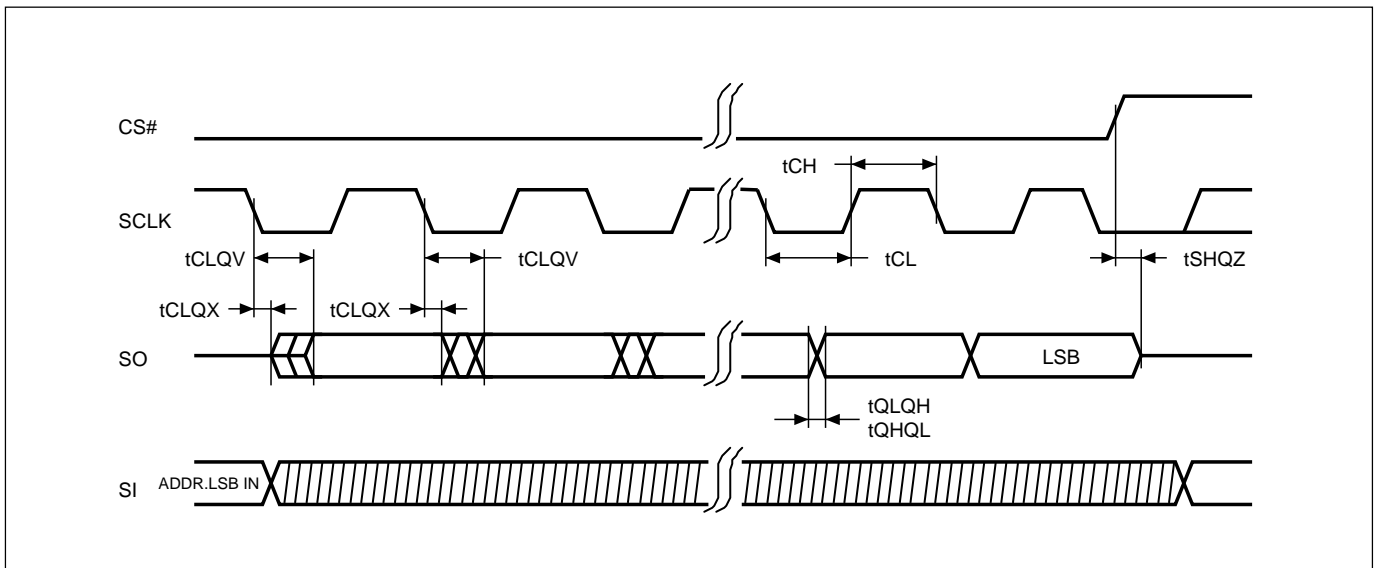 CS#
tCH
SCLK
tCLQV
tCLQV
tCL
tSHQZ
tCLQX
tCLQX
SO
LSB
tQLQH
tQHQL
SI
ADDR.LSB IN